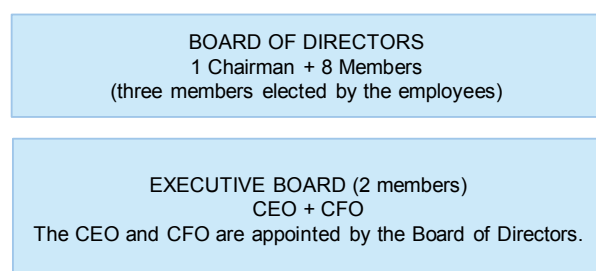 BOARD OF DIRECTORS
1 Chairman + 8 Members
(three members elected by the employees)
EXECUTIVE BOARD (2 members)
CEO + CFO
The CEO and CFO are appointed by the Board of Directors.